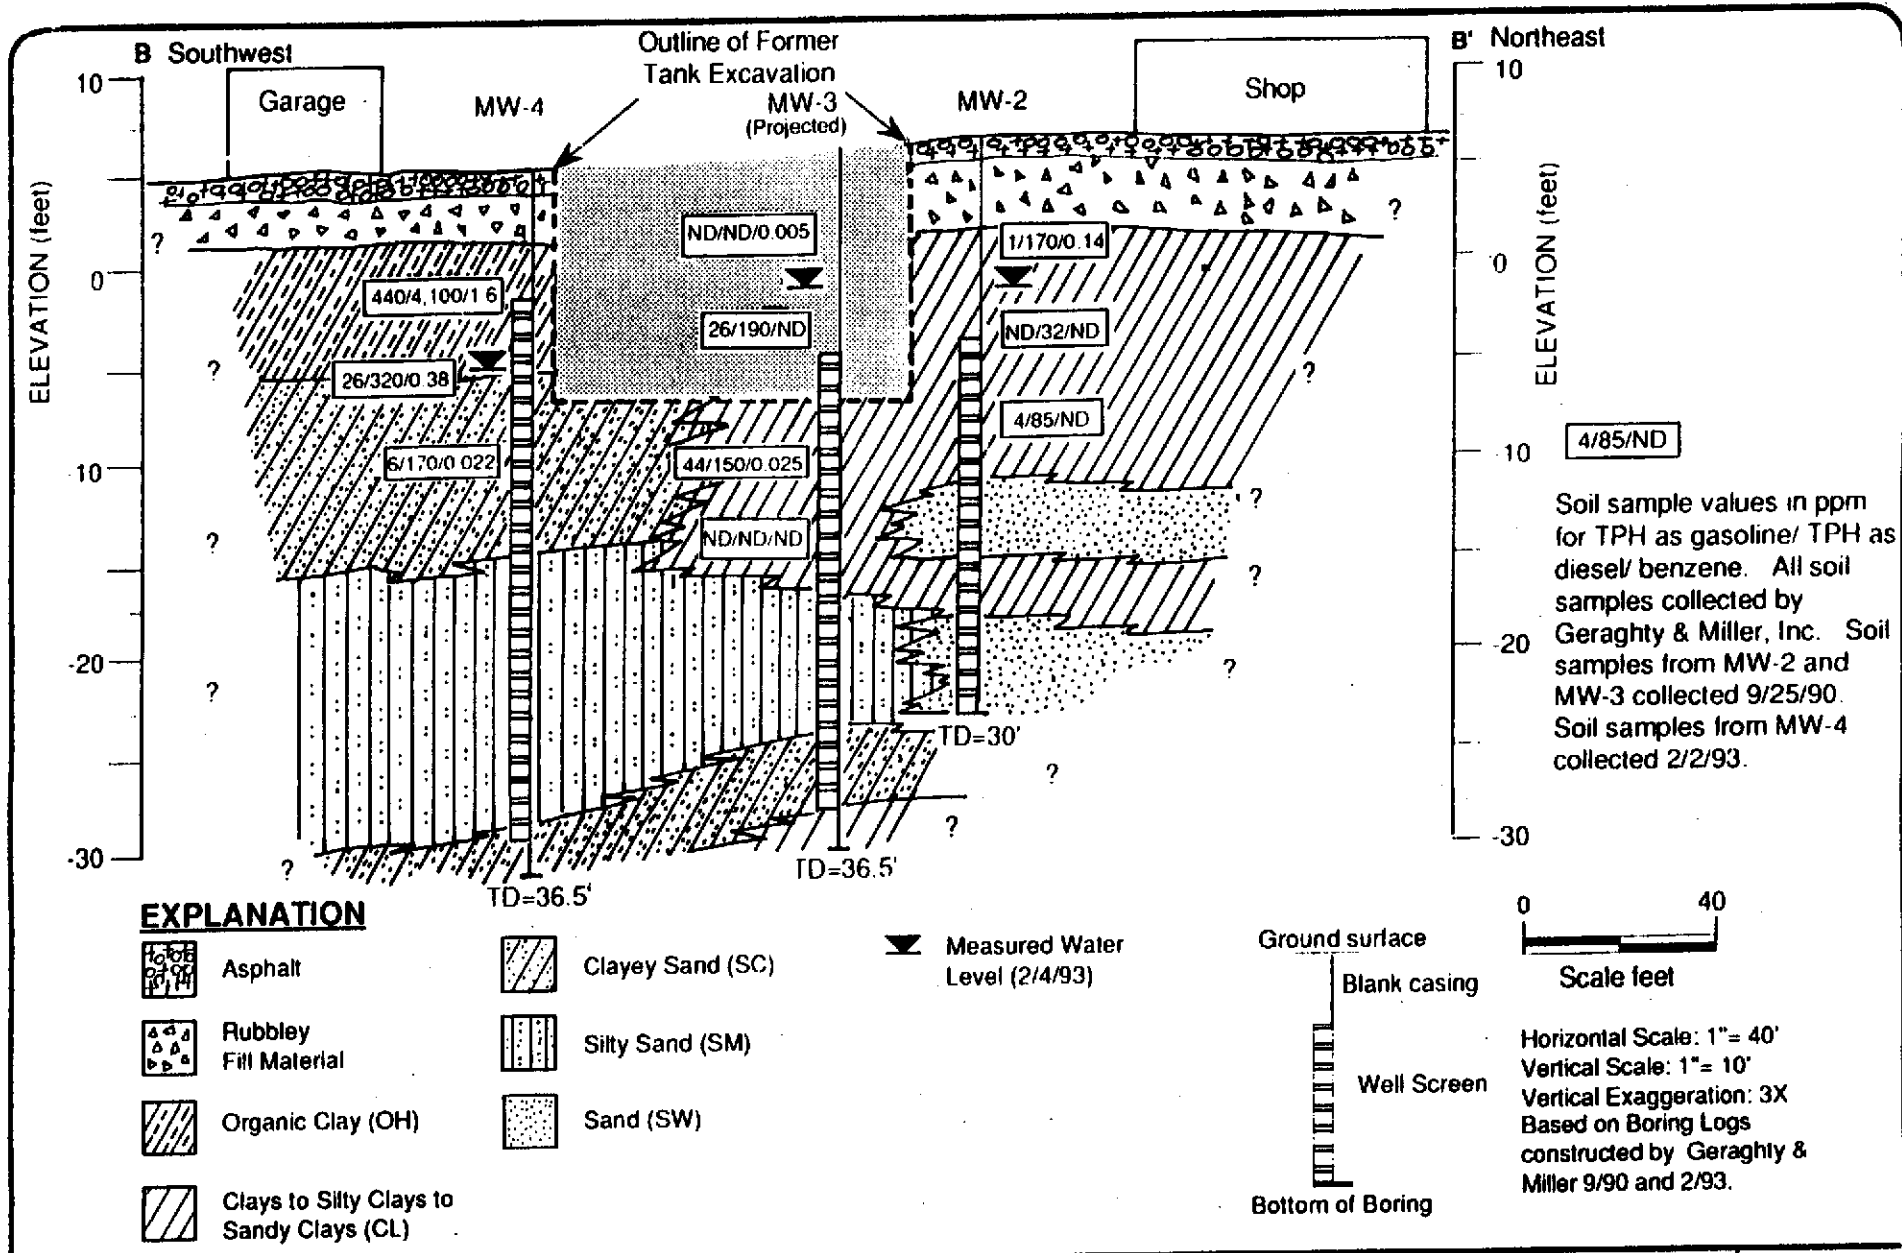 B Southwest
Outline of Former
Tank Excavation
B' Northeast
10
10
Garage
MW-4
MW-3
(Projected)
MW-2
Shop
ELEVATION (feet)
ELEVATION (feet)
?
?
ND/ND/0.005
1/170/0.14
0
0
440/4,100/1 6
26/190/ND
ND/32/ND
?
26/320/0.38
?
4/85/ND
4/85/ND
10
-10
6/170/0 022
44/150/0.025
?
?
ND/ND/ND
?
-20
-20
?
?
TD=30'
?
?
-30
-30
?
TD=36.5'
TD=36.5'
Soil sample values in ppm
for TPH as gasoline/ TPH as
diesel/ benzene. All soil
samples collected by
Geraghty & Miller, Inc. Soil
samples from MW-2 and
MW-3 collected 9/25/90.
Soil samples from MW-4
collected 2/2/93.
EXPLANATION
Asphalt
Rubbley
Fill Material
Organic Clay (OH)
Clays to Silty Clays to
Sandy Clays (CL)
Clayey Sand (SC)
Silty Sand (SM)
Sand (SW)
Measured Water
Level (2/4/93)
Ground surface
Blank casing
Well Screen
Bottom of Boring
0 40
Scale feet
Horizontal Scale: 1"= 40'
Vertical Scale: 1"= 10'
Vertical Exaggeration: 3X
Based on Boring Logs
constructed by Geraghty &
Miller 9/90 and 2/93.